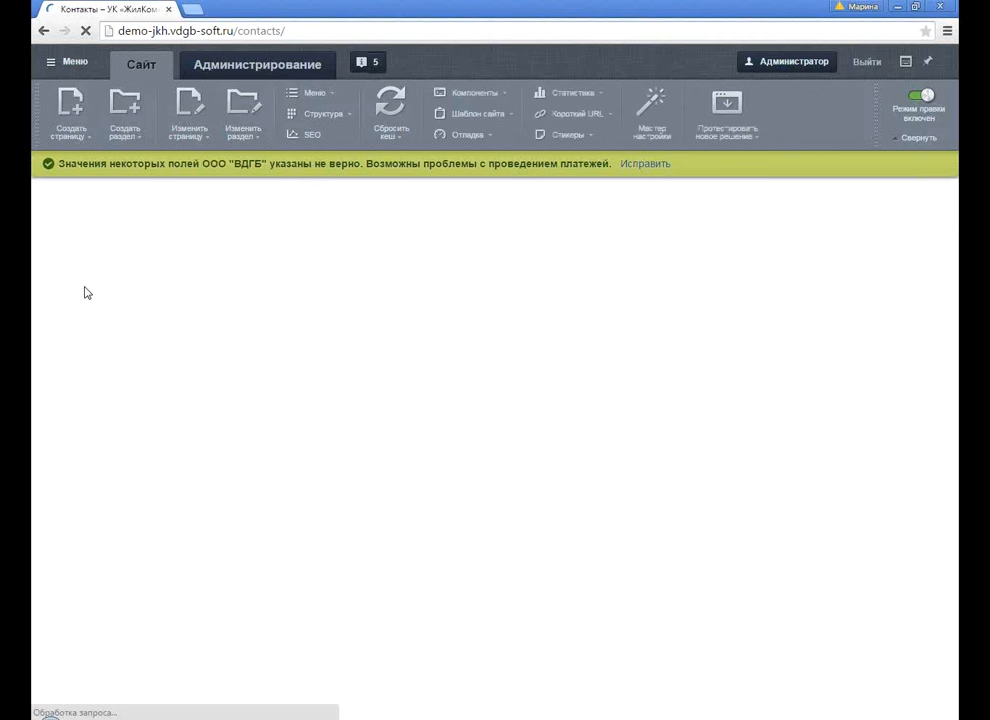 Контакты – УК «ЖилКом
Марина
demo-jkh.vdgb-soft.ru/contacts/
Меню
Сайт
Администрирование
5
Администратор
Выйти
Создать страницу
Создать раздел
Изменить страницу
Изменить раздел
Меню
Структура
SEO
Сбросить кеш
Компоненты
Шаблон сайта
Отладка
Статистика
Короткий URL
Стикеры
Мастер настройки
Протестировать новое решение
Режим правки включен
Свернуть
Значения некоторых полей ООО "ВДГБ" указаны не верно. Возможны проблемы с проведением платежей. Исправить
Обработка запроса...